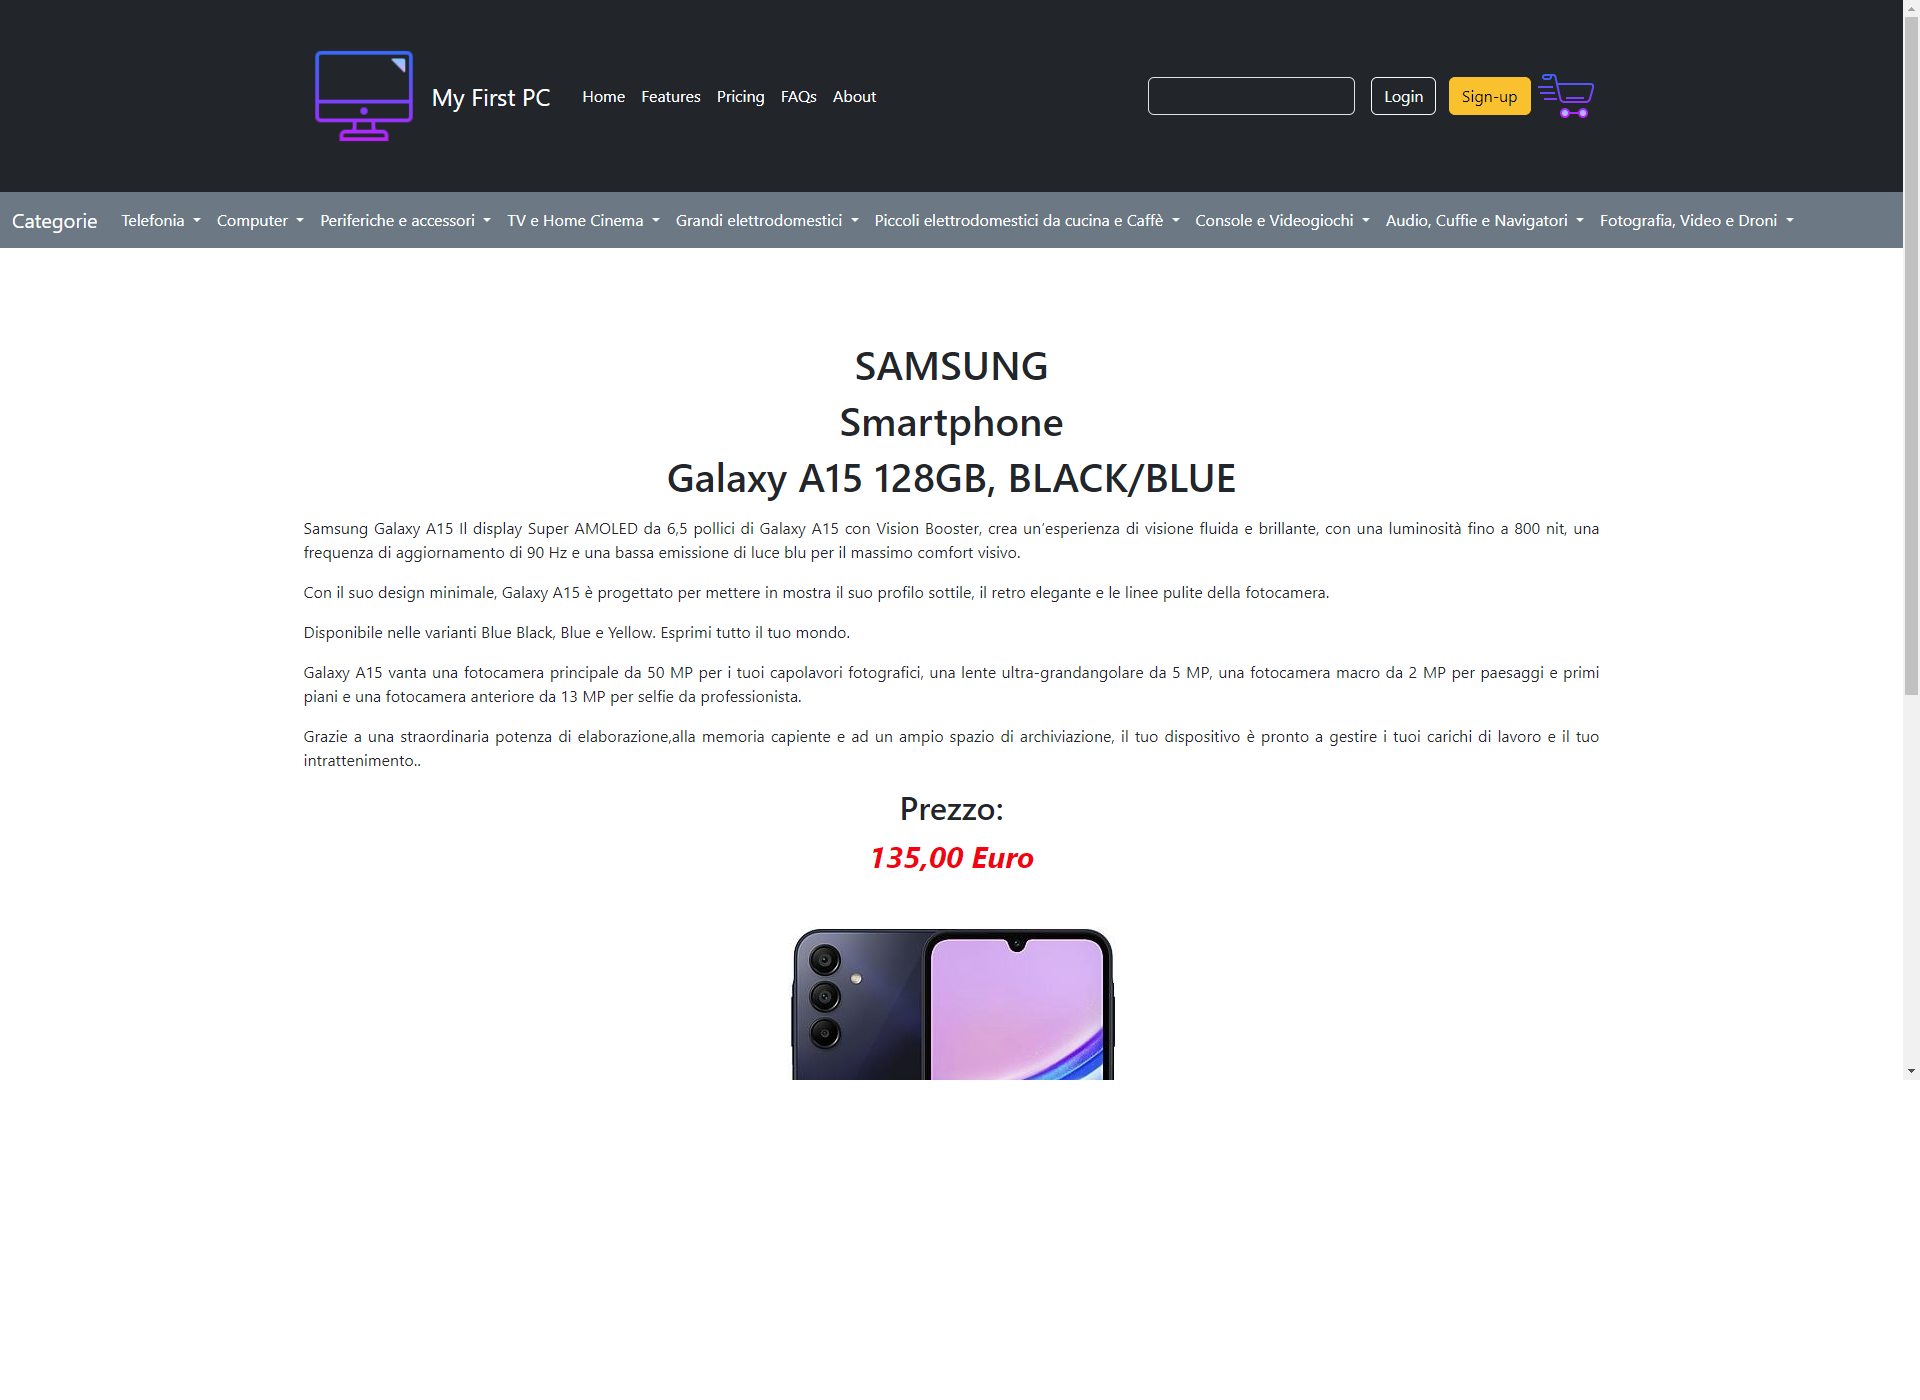 My First PC
Home Features Pricing FAQs About
Login Sign-up
Categorie Telefonia Computer Periferiche e accessori TV e Home Cinema Grandi elettrodomestici Piccoli elettrodomestici da cucina e Caffè Console e Videogiochi Audio, Cuffie e Navigatori Fotografia, Video e Droni
SAMSUNG
Smartphone
Galaxy A15 128GB, BLACK/BLUE
Samsung Galaxy A15 Il display Super AMOLED da 6,5 pollici di Galaxy A15 con Vision Booster, crea un'esperienza di visione fluida e brillante, con una luminosità fino a 800 nit, una
frequenza di aggiornamento di 90 Hz e una bassa emissione di luce blu per il massimo comfort visivo.
Con il suo design minimale, Galaxy A15 è progettato per mettere in mostra il suo profilo sottile, il retro elegante e le linee pulite della fotocamera.
Disponibile nelle varianti Blue Black, Blue e Yellow. Esprimi tutto il tuo mondo.
Galaxy A15 vanta una fotocamera principale da 50 MP per i tuoi capolavori fotografici, una lente ultra-grandangolare da 5 MP, una fotocamera macro da 2 MP per paesaggi e primi
piani e una fotocamera anteriore da 13 MP per selfie da professionista.
Grazie a una straordinaria potenza di elaborazione,alla memoria capiente e ad un ampio spazio di archiviazione, il tuo dispositivo è pronto a gestire i tuoi carichi di lavoro e il tuo
intrattenimento..
Prezzo:
135,00 Euro